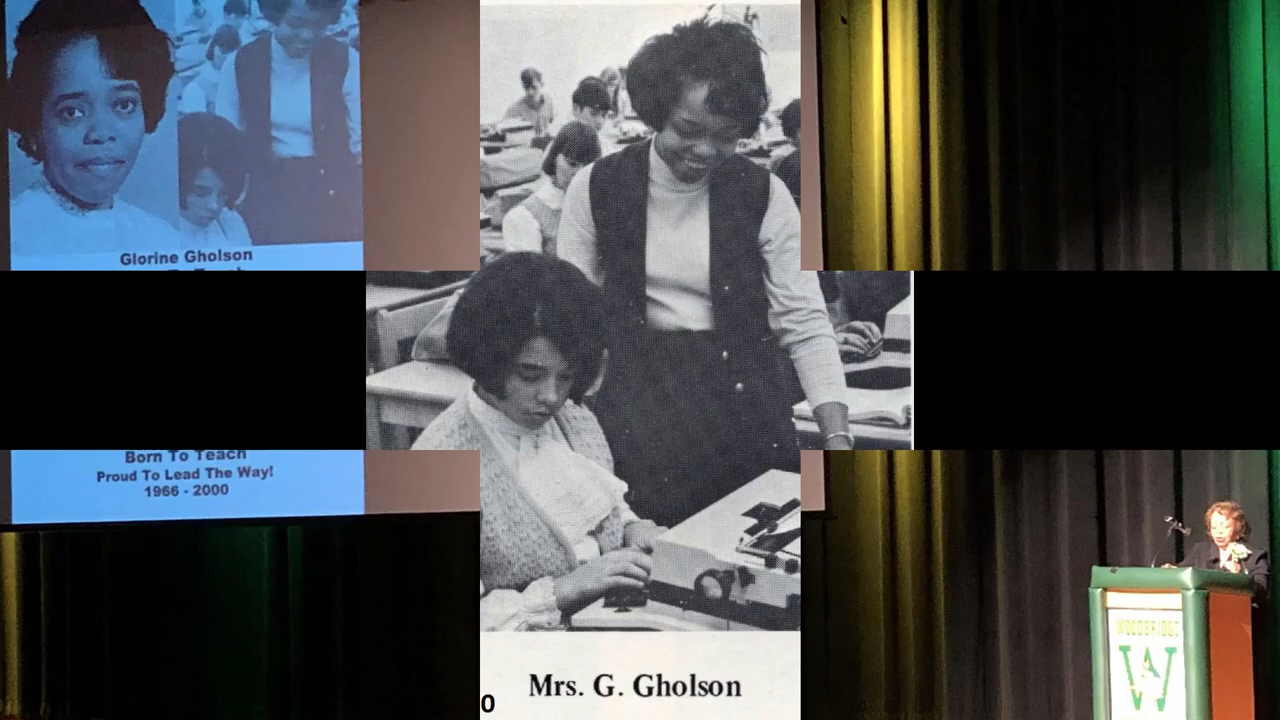 Glorine Gholson
Born To Teach
Proud To Lead The Way!
1966 - 2000
0
Mrs. G. Gholson
WOODBRIDGE
W